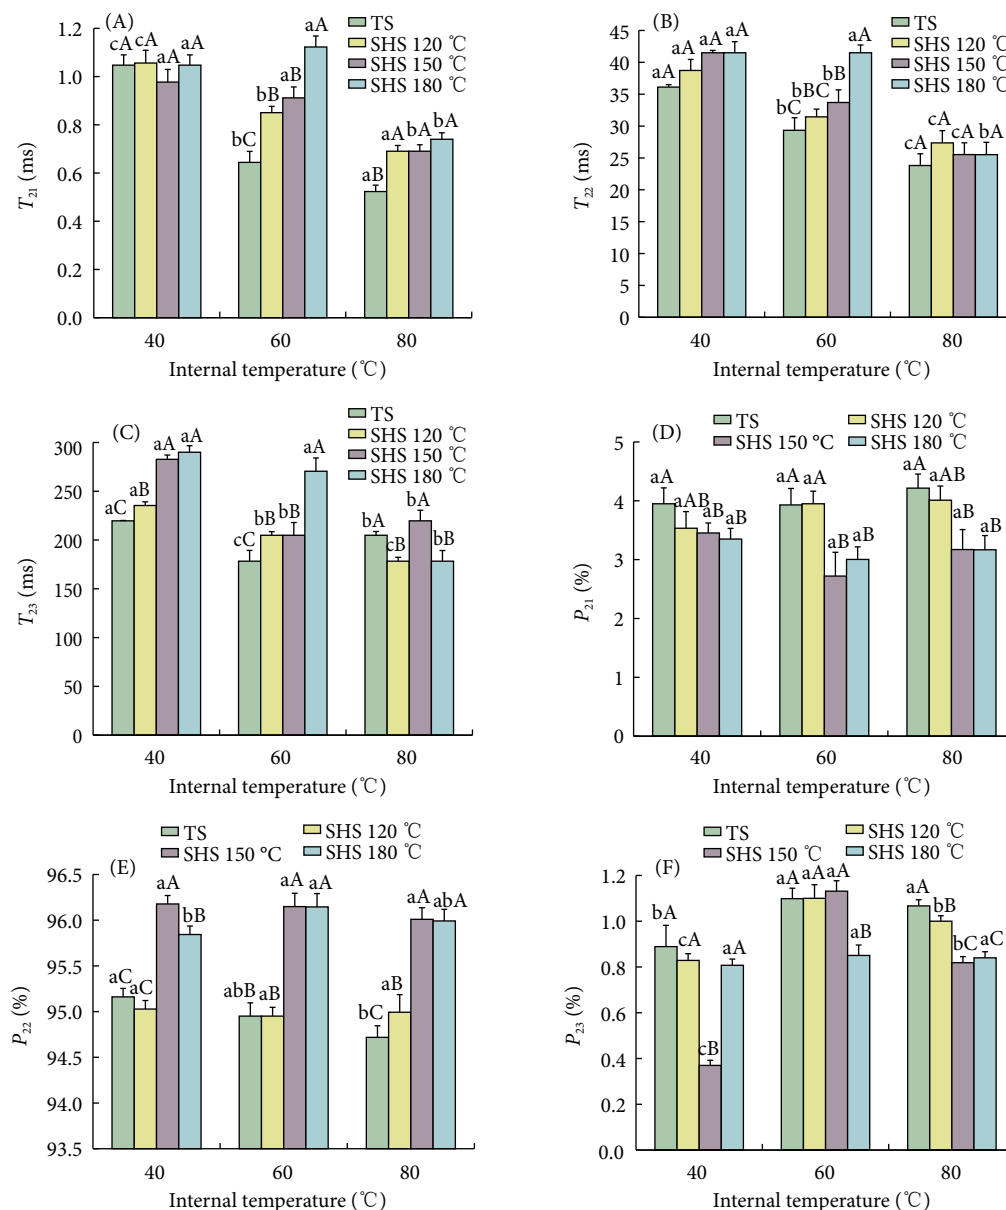 (A)
TS
SHS 120 ℃
SHS 150 ℃
SHS 180 ℃
1.2
1.0
0.8
0.6
0.4
0.2
0.0
T21 (ms)
cA cA aA aA
bC bB aB aA
aB aA bA bA
40 60 80
Internal temperature (℃)
(B)
TS
SHS 120 ℃
SHS 150 ℃
SHS 180 ℃
45
40
35
30
25
20
15
10
5
0
T22 (ms)
aA aA aA aA
bC bBC bB aA
cA cA cA bA
40 60 80
Internal temperature (℃)
(C)
TS
SHS 120 ℃
SHS 150 ℃
SHS 180 ℃
300
250
200
150
100
50
0
T23 (ms)
aC aB aA aA
cC bB bB aA
bA cB bA bB
40 60 80
Internal temperature (℃)
(D)
TS SHS 120 ℃
SHS 150 °C SHS 180 ℃
5
4
3
2
1
0
P21 (%)
aA aAB aB aB
aA aA aB aB
aA aAB aB aB
40 60 80
Internal temperature (℃)
(E)
TS SHS 120 ℃
SHS 150 °C SHS 180 ℃
96.5
96.0
95.5
95.0
94.5
94.0
93.5
P22 (%)
aC aC aA bB
abB aB aA aA
bC aB aA abA
40 60 80
Internal temperature (℃)
(F)
TS SHS 120 ℃
SHS 150 ℃ SHS 180 ℃
1.2
1.0
0.8
0.6
0.4
0.2
0.0
P23 (%)
bA cA cB aA
aA aA aA aB
aA bB bC aC
40 60 80
Internal temperature (℃)